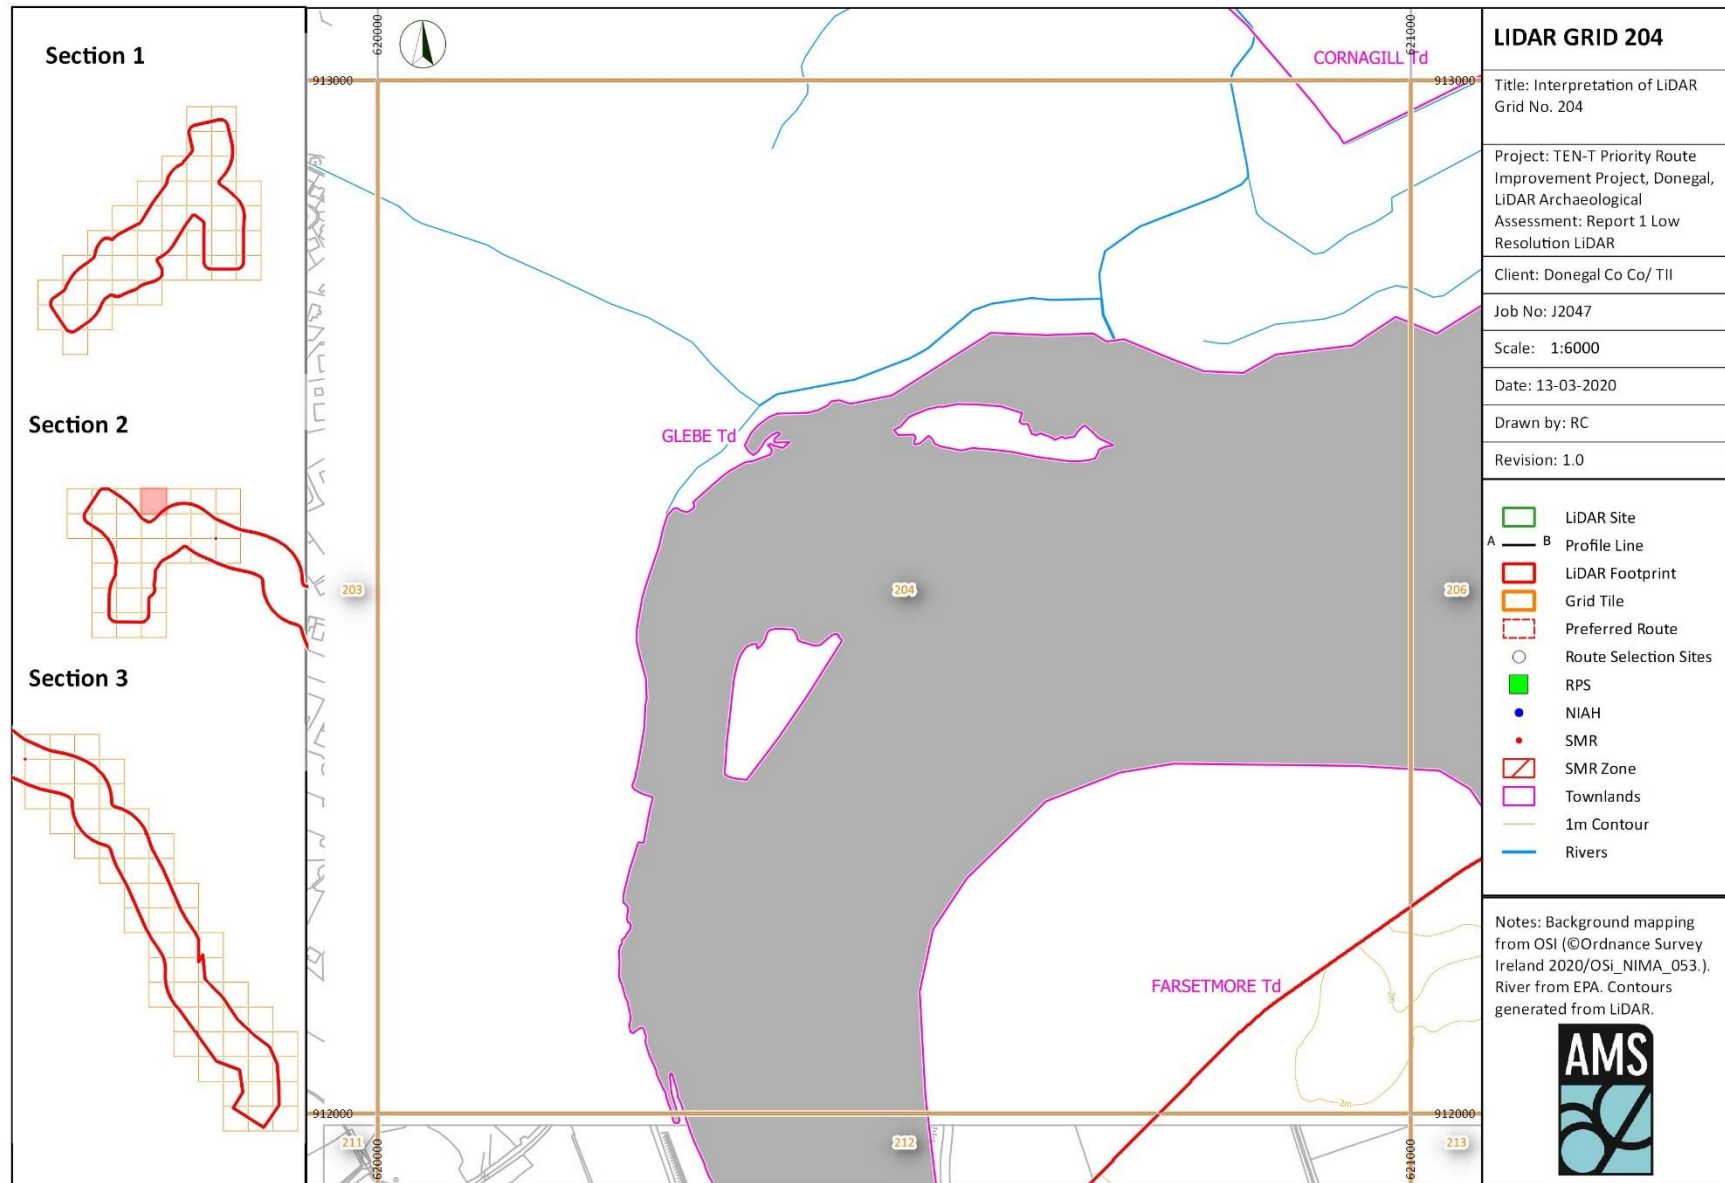 Section 1
Section 2
Section 3
620000
621000
CORNAGILL Td
913000
913000
GLEBE Td
203
204
206
FARSETMORE Td
2m
2m
912000
912000
211
212
213
620000
621000
LIDAR GRID 204
Title: Interpretation of LiDAR
Grid No. 204
Project: TEN-T Priority Route
Improvement Project, Donegal,
LiDAR Archaeological
Assessment: Report 1 Low
Resolution LiDAR
Client: Donegal Co Co/ TII
Job No: J2047
Scale: 1:6000
Date: 13-03-2020
Drawn by: RC
Revision: 1.0
LiDAR Site
A B Profile Line
LiDAR Footprint
Grid Tile
Preferred Route
Route Selection Sites
RPS
NIAH
SMR
SMR Zone
Townlands
1m Contour
Rivers
Notes: Background mapping
from OSI (©Ordnance Survey
Ireland 2020/OSi_NIMA_053.).
River from EPA. Contours
generated from LiDAR.
AMS